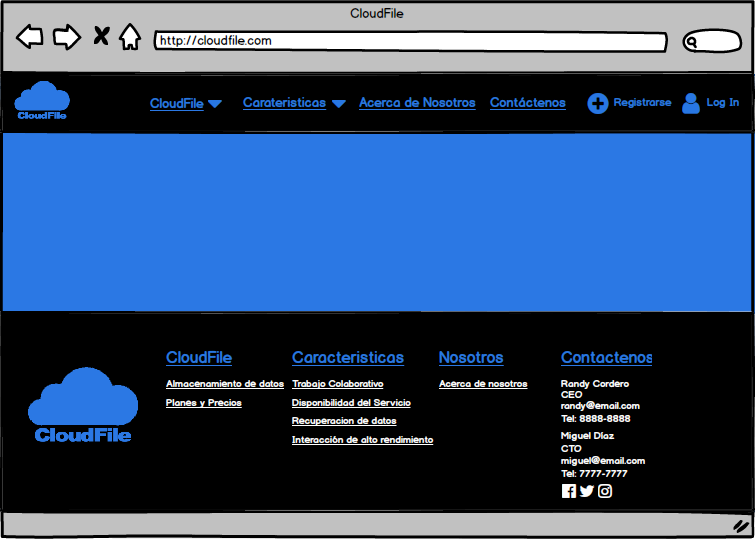 CloudFile
http://cloudfile.com
CloudFile
CloudFile
Carateristicas
Acerca de Nosotros
Contáctenos
Registrarse
Log In
CloudFile
CloudFile
Almacenamiento de datos
Planes y Precios
Caracteristicas
Trabajo Colaborativo
Disponibilidad del Servicio
Recuperacion de datos
Interacción de alto rendimiento
Nosotros
Acerca de nosotros
Contactenos
Randy Cordero
CEO
randy@email.com
Tel: 8888-8888
Miguel Díaz
CTO
miguel@email.com
Tel: 7777-7777